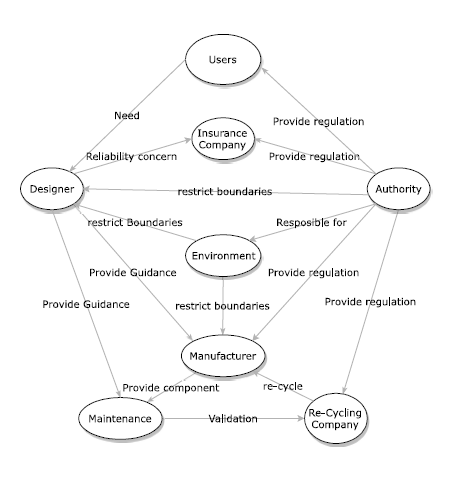 Users
Need
Provide regulation
Insurance
Company
Reliability concern
Provide regulation
Designer
restrict boundaries
Authority
restrict Boundaries
Resposible for
Environment
Provide Guidance
Provide regulation
Provide Guidance
restrict boundaries
Provide regulation
Manufacturer
Provide component
re-cycle
Maintenance
Validation
Re-Cycling
Company